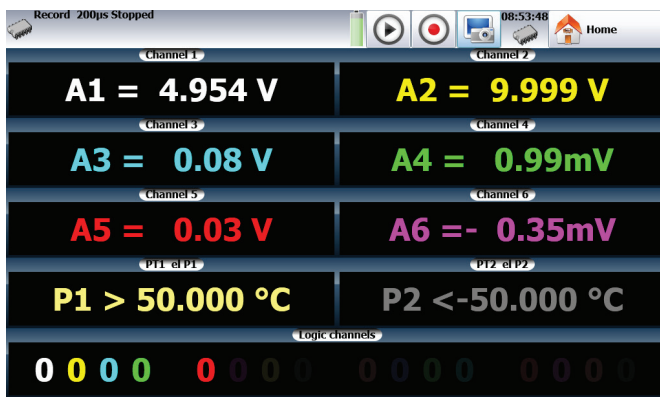 Record 200µs Stopped
08:53:48
Home
Channel 1
Channel 2
A1 = 4.954 V
A2 = 9.999 V
Channel 3
Channel 4
A3 = 0.08 V
A4 = 0.99mV
Channel 5
Channel 6
A5 = 0.03 V
A6 =- 0.35mV
PT1 el P1
PT2 el P2
P1 > 50.000 °C
P2 <-50.000 °C
Logic channels
0 0 0 0 0 0 0 0 0 0 0 0 0 0 0 0